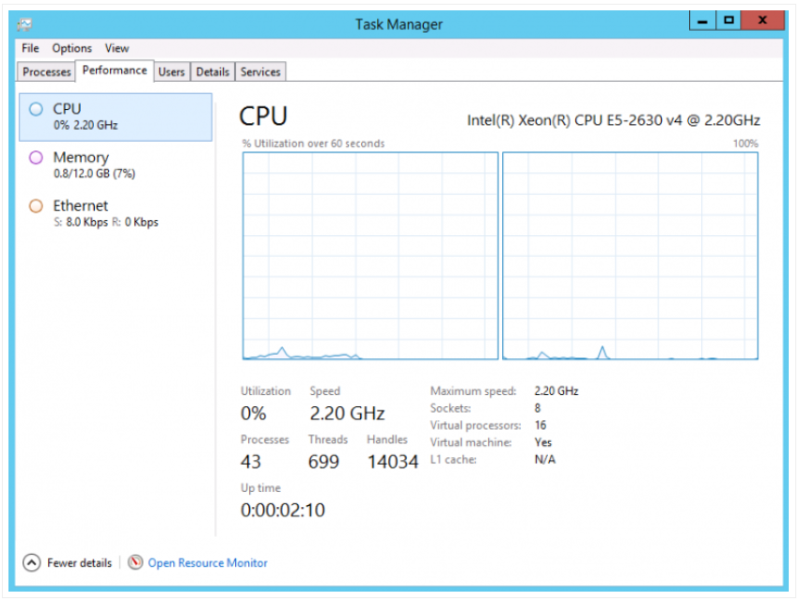 Task Manager
File Options View
Processes Performance Users Details Services
CPU
0% 2.20 GHz
Memory
0.8/12.0 GB (7%)
Ethernet
S: 8.0 Kbps R: 0 Kbps
CPU Intel(R) Xeon(R) CPU E5-2630 v4 @ 2.20GHz
% Utilization over 60 seconds 100%
Utilization Speed
0% 2.20 GHz
Processes Threads Handles
43 699 14034
Up time
0:00:02:10
Maximum speed: 2.20 GHz
Sockets: 8
Virtual processors: 16
Virtual machine: Yes
L1 cache: N/A
Fewer details Open Resource Monitor